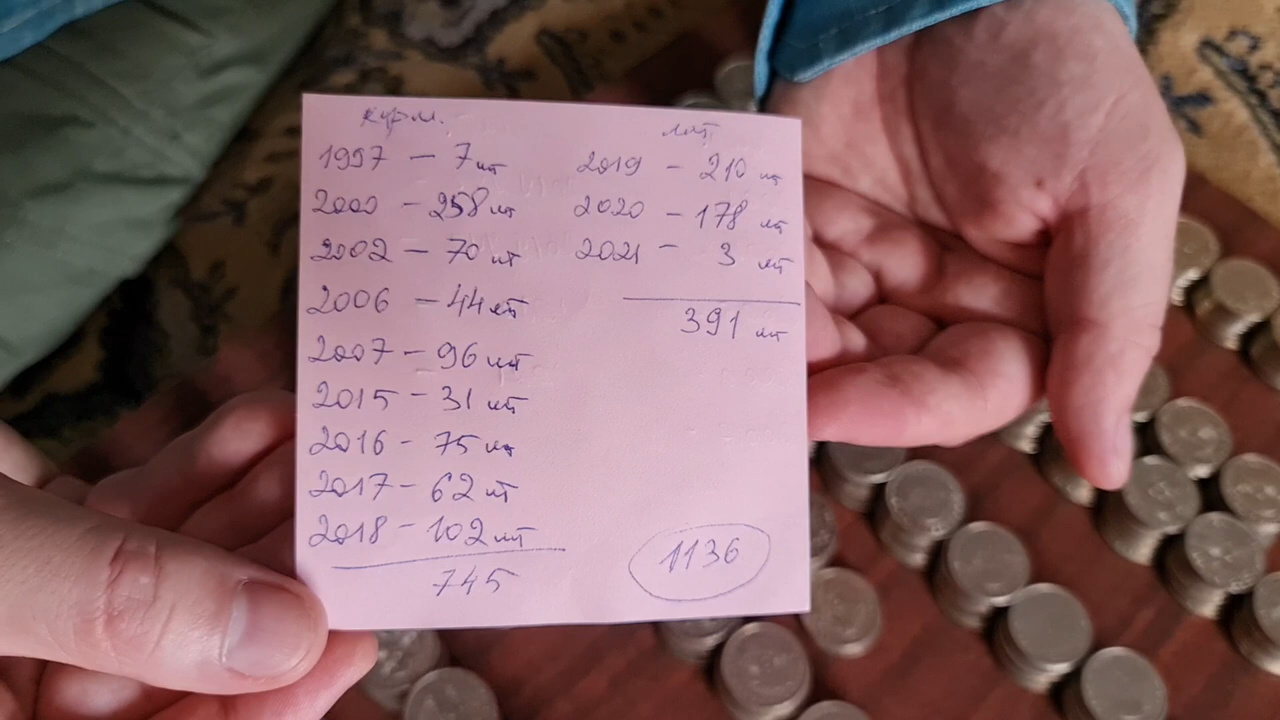 курм.
1997 – 7 шт
2000 – 258 шт
2002 – 70 шт
2006 – 44 шт
2007 – 96 шт
2015 – 31 шт
2016 – 75 шт
2017 – 62 шт
2018 – 102 шт
745
лат
2019 – 210 шт
2020 – 178 шт
2021 – 3 шт
391 шт
1136